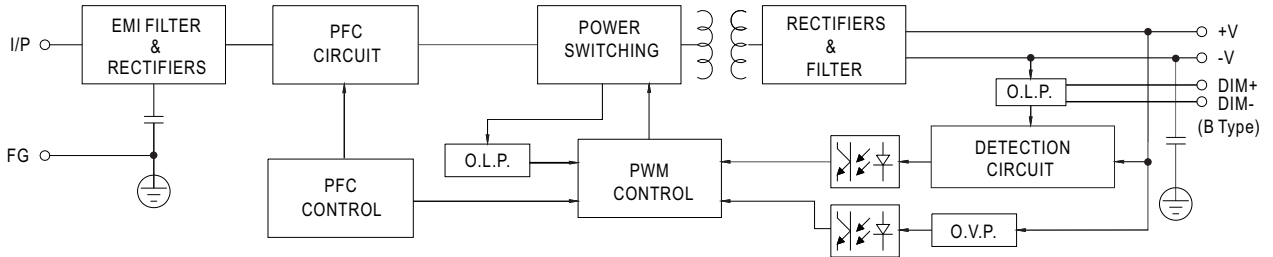 I/P
EMI FILTER
&
RECTIFIERS
PFC
CIRCUIT
POWER
SWITCHING
RECTIFIERS
&
FILTER
+V
-V
DIM+
DIM-
(B Type)
O.L.P.
FG
O.L.P.
PFC
CONTROL
PWM
CONTROL
DETECTION
CIRCUIT
O.V.P.